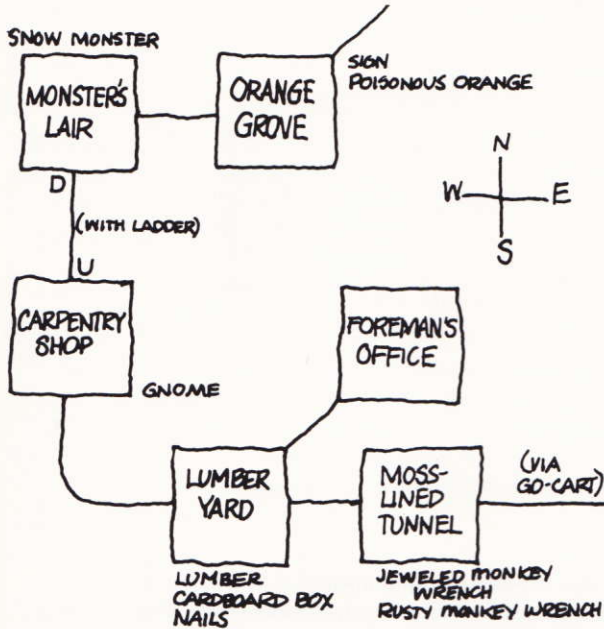 SNOW MONSTER
MONSTER'S
LAIR
ORANGE
GROVE
SIGN
POISONOUS ORANGE
N
W
E
S
D
(WITH LADDER)
U
CARPENTRY
SHOP
GNOME
FOREMAN'S
OFFICE
LUMBER
YARD
MOSS-
LINED
TUNNEL
(VIA
GO-CART)
LUMBER
CARDBOARD BOX
NAILS
JEWELED MONKEY
WRENCH
RUSTY MONKEY WRENCH